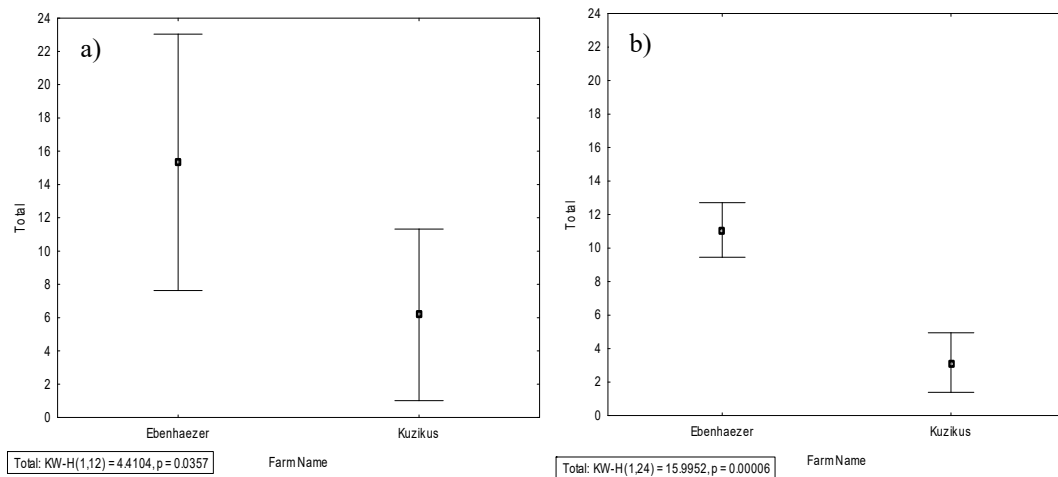 a)
24
22
20
18
16
14
12
10
8
6
4
2
0
Total
Ebenhaezer Kuzikus
Farm Name
Total: KW-H(1,12) = 4.4104, p = 0.0357
b)
24
22
20
18
16
14
12
10
8
6
4
2
0
Total
Ebenhaezer Kuzikus
Farm Name
Total: KW-H(1,24) = 15.9952, p = 0.00006